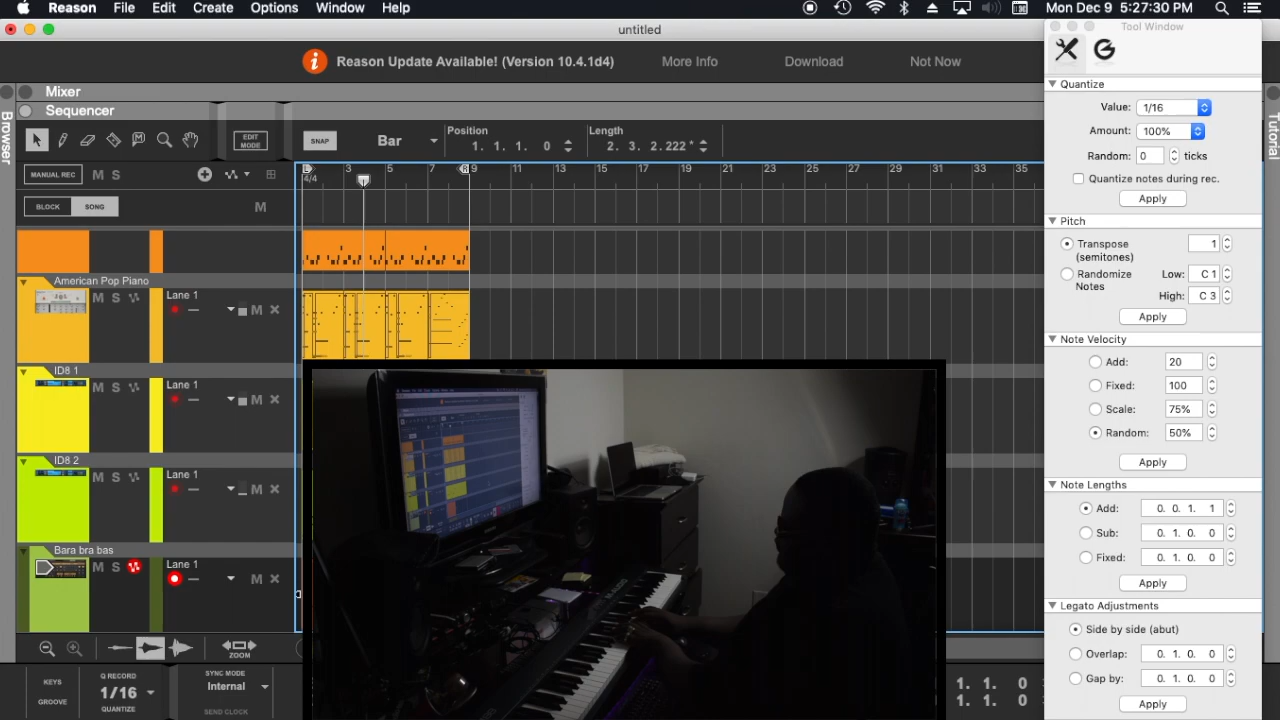 Reason File Edit Create Options Window Help Mon Dec 9 5:27:30 PM
untitled
Tool Window
Reason Update Available! (Version 10.4.1d4) More Info Download Not Now
Mixer
Sequencer
Browser
Tutorial
EDIT
MODE
SNAP
Bar
Position
1. 1. 1. 0
Length
2. 3. 2.222 *
MANUAL REC M S
L 3 5 7 R 9 11 13 15 17 19 21 23 25 27 29 31 33 35
4/4
BLOCK SONG M
American Pop Piano
M S Lane 1
M
ID8 1
M S Lane 1
M
ID8 2
M S Lane 1
M
Bara bra bas
M S Lane 1
M
ZOOM
KEYS
GROOVE
Q RECORD
1/16
QUANTIZE
SYNC MODE
Internal
SEND CLOCK
1. 1. 0
1. 1. 0
Quantize
Value: 1/16
Amount: 100%
Random: 0 ticks
Quantize notes during rec.
Apply
Pitch
Transpose
(semitones)
1
Randomize
Notes
Low: C 1
High: C 3
Apply
Note Velocity
Add: 20
Fixed: 100
Scale: 75%
Random: 50%
Apply
Note Lengths
Add: 0. 0. 1. 1
Sub: 0. 1. 0. 0
Fixed: 0. 1. 0. 0
Apply
Legato Adjustments
Side by side (abut)
Overlap: 0. 1. 0. 0
Gap by: 0. 1. 0. 0
Apply